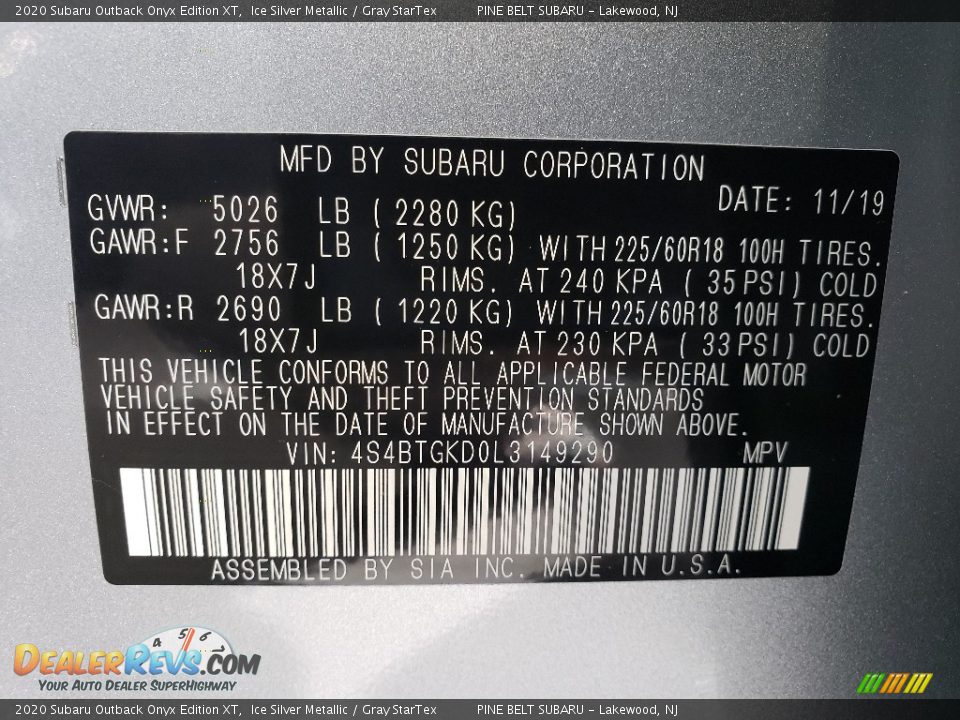 2020 Subaru Outback Onyx Edition XT, Ice Silver Metallic / Gray StarTex PINE BELT SUBARU - Lakewood, NJ
MFD BY SUBARU CORPORATION
GVWR: 5026 LB ( 2280 KG) DATE: 11/19
GAWR:F 2756 LB ( 1250 KG) WITH 225/60R18 100H TIRES.
18X7J RIMS. AT 240 KPA ( 35 PSI) COLD
GAWR:R 2690 LB ( 1220 KG) WITH 225/60R18 100H TIRES.
18X7J RIMS. AT 230 KPA ( 33 PSI) COLD
THIS VEHICLE CONFORMS TO ALL APPLICABLE FEDERAL MOTOR
VEHICLE SAFETY AND THEFT PREVENTION STANDARDS
IN EFFECT ON THE DATE OF MANUFACTURE SHOWN ABOVE.
VIN: 4S4BTGKD0L3149290 MPV
ASSEMBLED BY SIA INC. MADE IN U.S.A.
4 5 6 7
DEALERREVS.COM
YOUR AUTO DEALER SUPERHIGHWAY
2020 Subaru Outback Onyx Edition XT, Ice Silver Metallic / Gray StarTex PINE BELT SUBARU - Lakewood, NJ